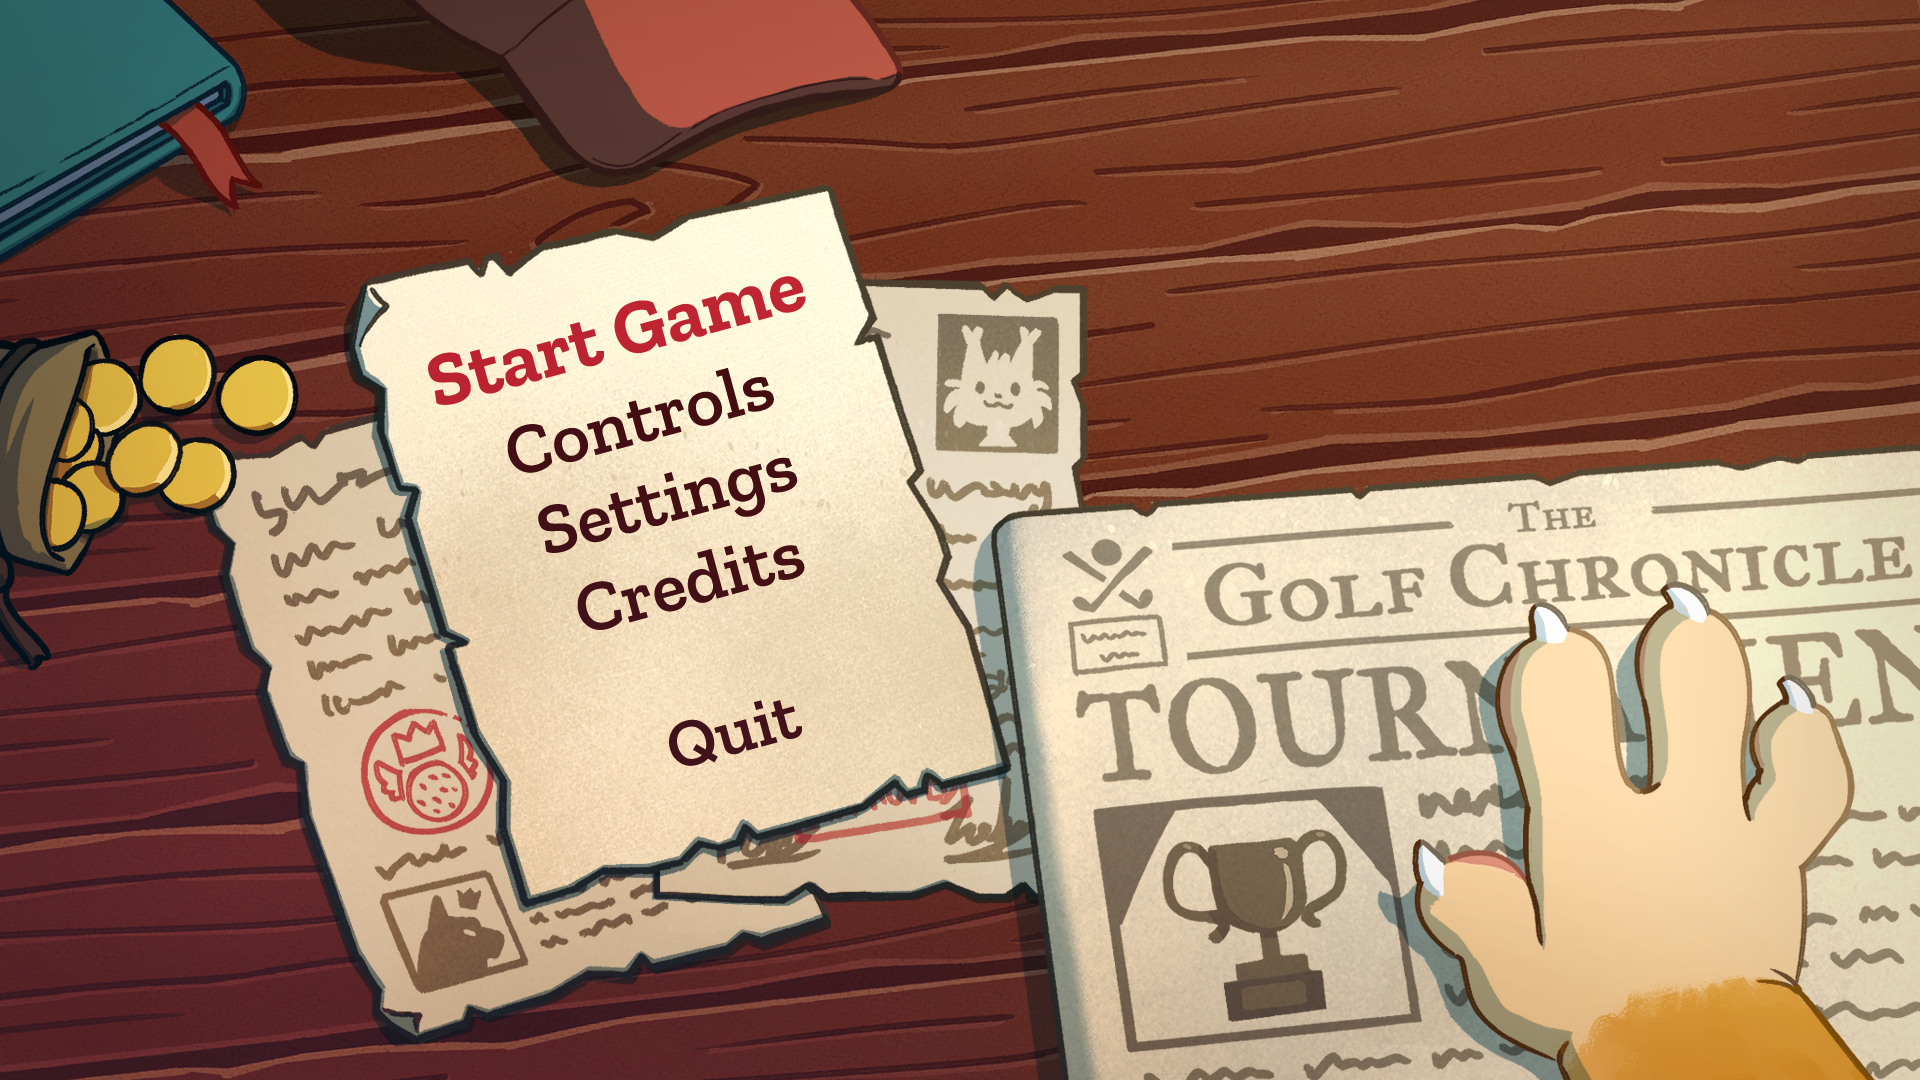 Start Game
Controls
Settings
Credits
Quit
THE
GOLF CHRONICLE